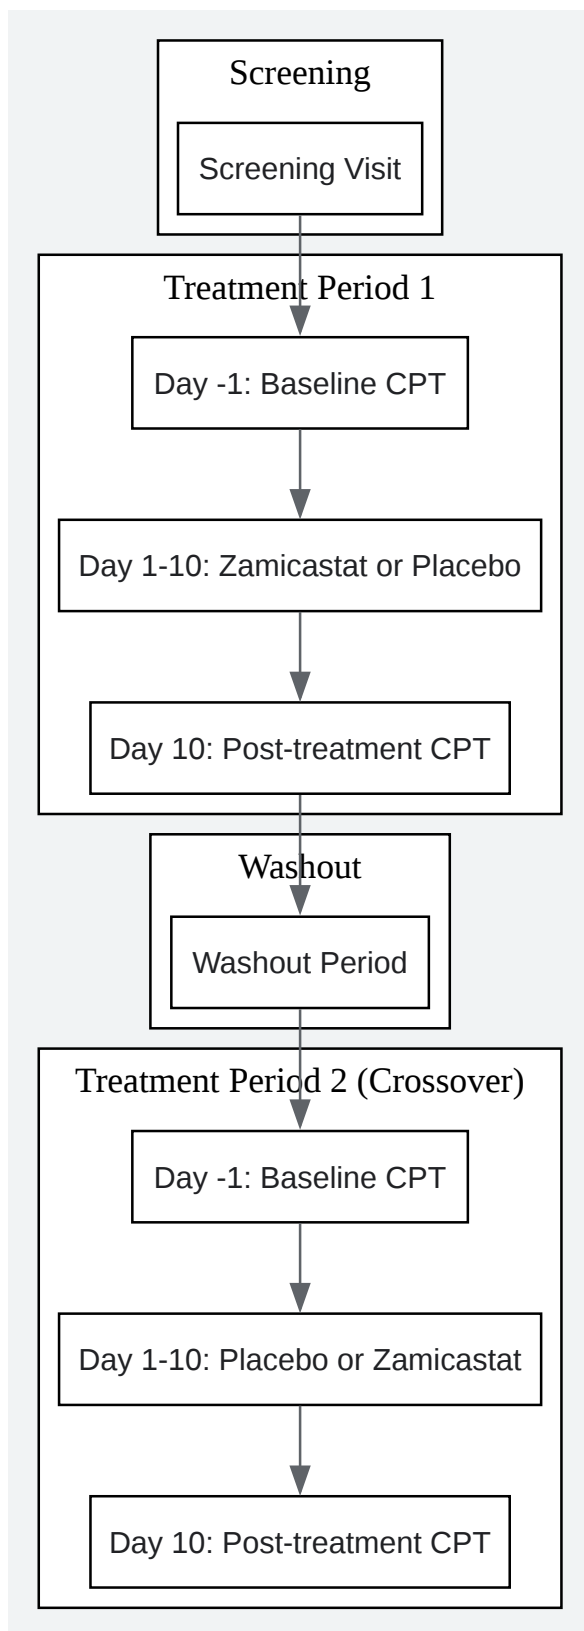 Screening
Screening Visit
Treatment Period 1
Day -1: Baseline CPT
Day 1-10: Zamicastat or Placebo
Day 10: Post-treatment CPT
Washout
Washout Period
Treatment Period 2 (Crossover)
Day -1: Baseline CPT
Day 1-10: Placebo or Zamicastat
Day 10: Post-treatment CPT